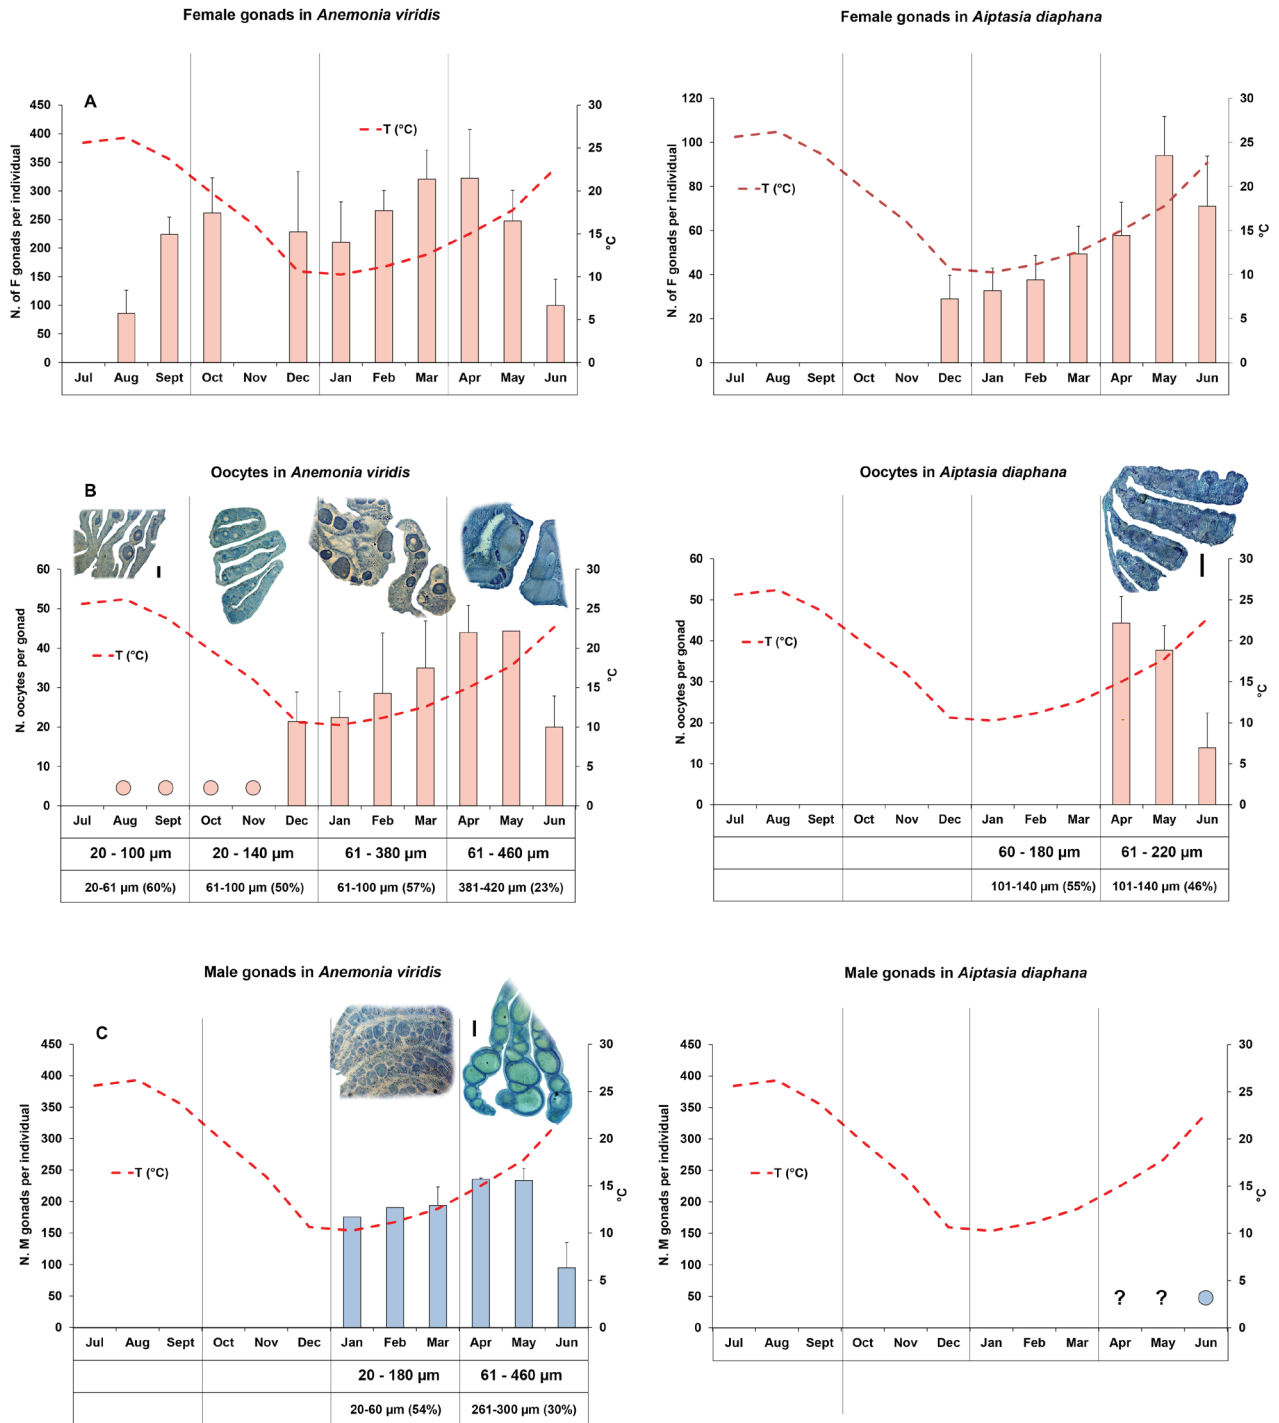 Female gonads in Anemonia viridis
A
T (°C)
N. of F gonads per individual
450
400
350
300
250
200
150
100
50
0
30
25
20
15
10
5
0
°C
Jul Aug Sept Oct Nov Dec Jan Feb Mar Apr May Jun
Female gonads in Aiptasia diaphana
T (°C)
N. of F gonads per individual
120
100
80
60
40
20
0
30
25
20
15
10
5
0
°C
Jul Aug Sept Oct Nov Dec Jan Feb Mar Apr May Jun
Oocytes in Anemonia viridis
B
T (°C)
N. oocytes per gonad
60
50
40
30
20
10
0
30
25
20
15
10
5
0
°C
Jul Aug Sept Oct Nov Dec Jan Feb Mar Apr May Jun
20 - 100 µm 20 - 140 µm 61 - 380 µm 61 - 460 µm
20-61 µm (60%) 61-100 µm (50%) 61-100 µm (57%) 381-420 µm (23%)
Oocytes in Aiptasia diaphana
T (°C)
N. oocytes per gonad
60
50
40
30
20
10
0
30
25
20
15
10
5
0
°C
Jul Aug Sept Oct Nov Dec Jan Feb Mar Apr May Jun
60 - 180 µm 61 - 220 µm
101-140 µm (55%) 101-140 µm (46%)
Male gonads in Anemonia viridis
C
T (°C)
N. M gonads per individual
450
400
350
300
250
200
150
100
50
0
30
25
20
15
10
5
0
°C
Jul Aug Sept Oct Nov Dec Jan Feb Mar Apr May Jun
20 - 180 µm 61 - 460 µm
20-60 µm (54%) 261-300 µm (30%)
Male gonads in Aiptasia diaphana
T (°C)
N. M gonads per individual
450
400
350
300
250
200
150
100
50
0
30
25
20
15
10
5
0
°C
? ?
Jul Aug Sept Oct Nov Dec Jan Feb Mar Apr May Jun